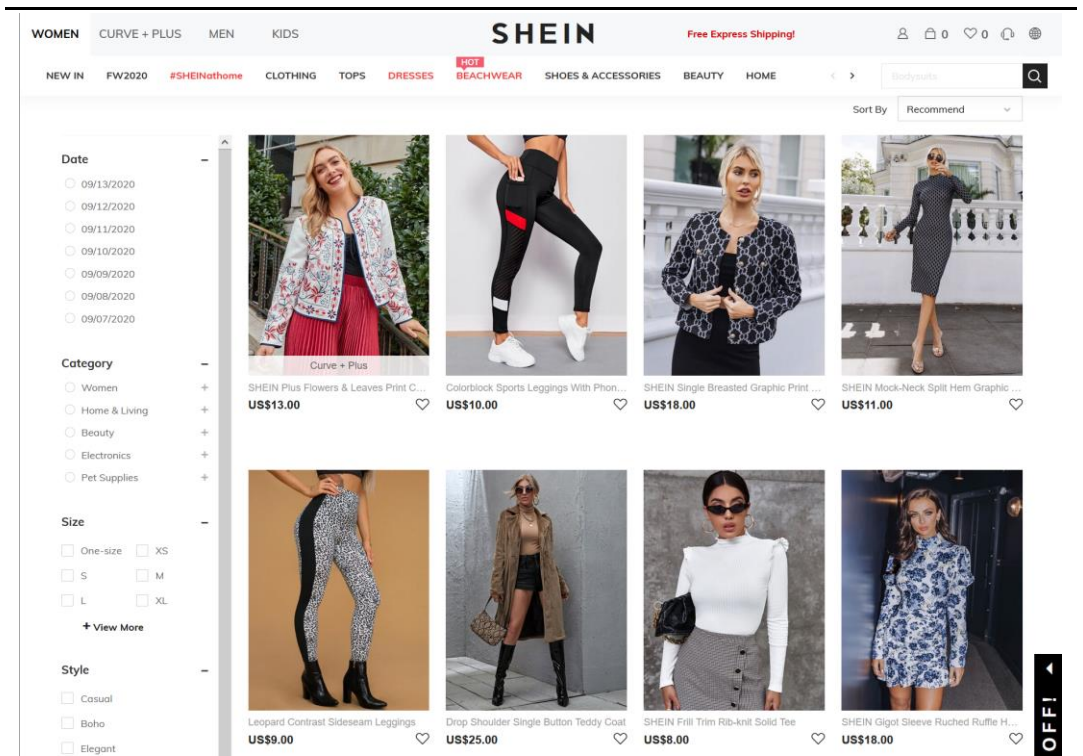 WOMEN CURVE + PLUS MEN KIDS SHEIN Free Express Shipping! 0 0
HOT
NEW IN FW2020 #SHEINathome CLOTHING TOPS DRESSES BEACHWEAR SHOES & ACCESSORIES BEAUTY HOME Bodysuits
Sort By Recommend
Date
09/13/2020
09/12/2020
09/11/2020
09/10/2020
09/09/2020
09/08/2020
09/07/2020
Category
Women
Home & Living
Beauty
Electronics
Pet Supplies
Size
One-size XS
S M
L XL
+ View More
Style
Casual
Boho
Elegant
Curve + Plus
SHEIN Plus Flowers & Leaves Print C...
US$13.00
Colorblock Sports Leggings With Phon...
US$10.00
SHEIN Single Breasted Graphic Print ...
US$18.00
SHEIN Mock-Neck Split Hem Graphic ...
US$11.00
Leopard Contrast Sideseam Leggings
US$9.00
Drop Shoulder Single Button Teddy Coat
US$25.00
SHEIN Frill Trim Rib-knit Solid Tee
US$8.00
SHEIN Gigot Sleeve Ruched Ruffle H...
US$18.00
OFF!